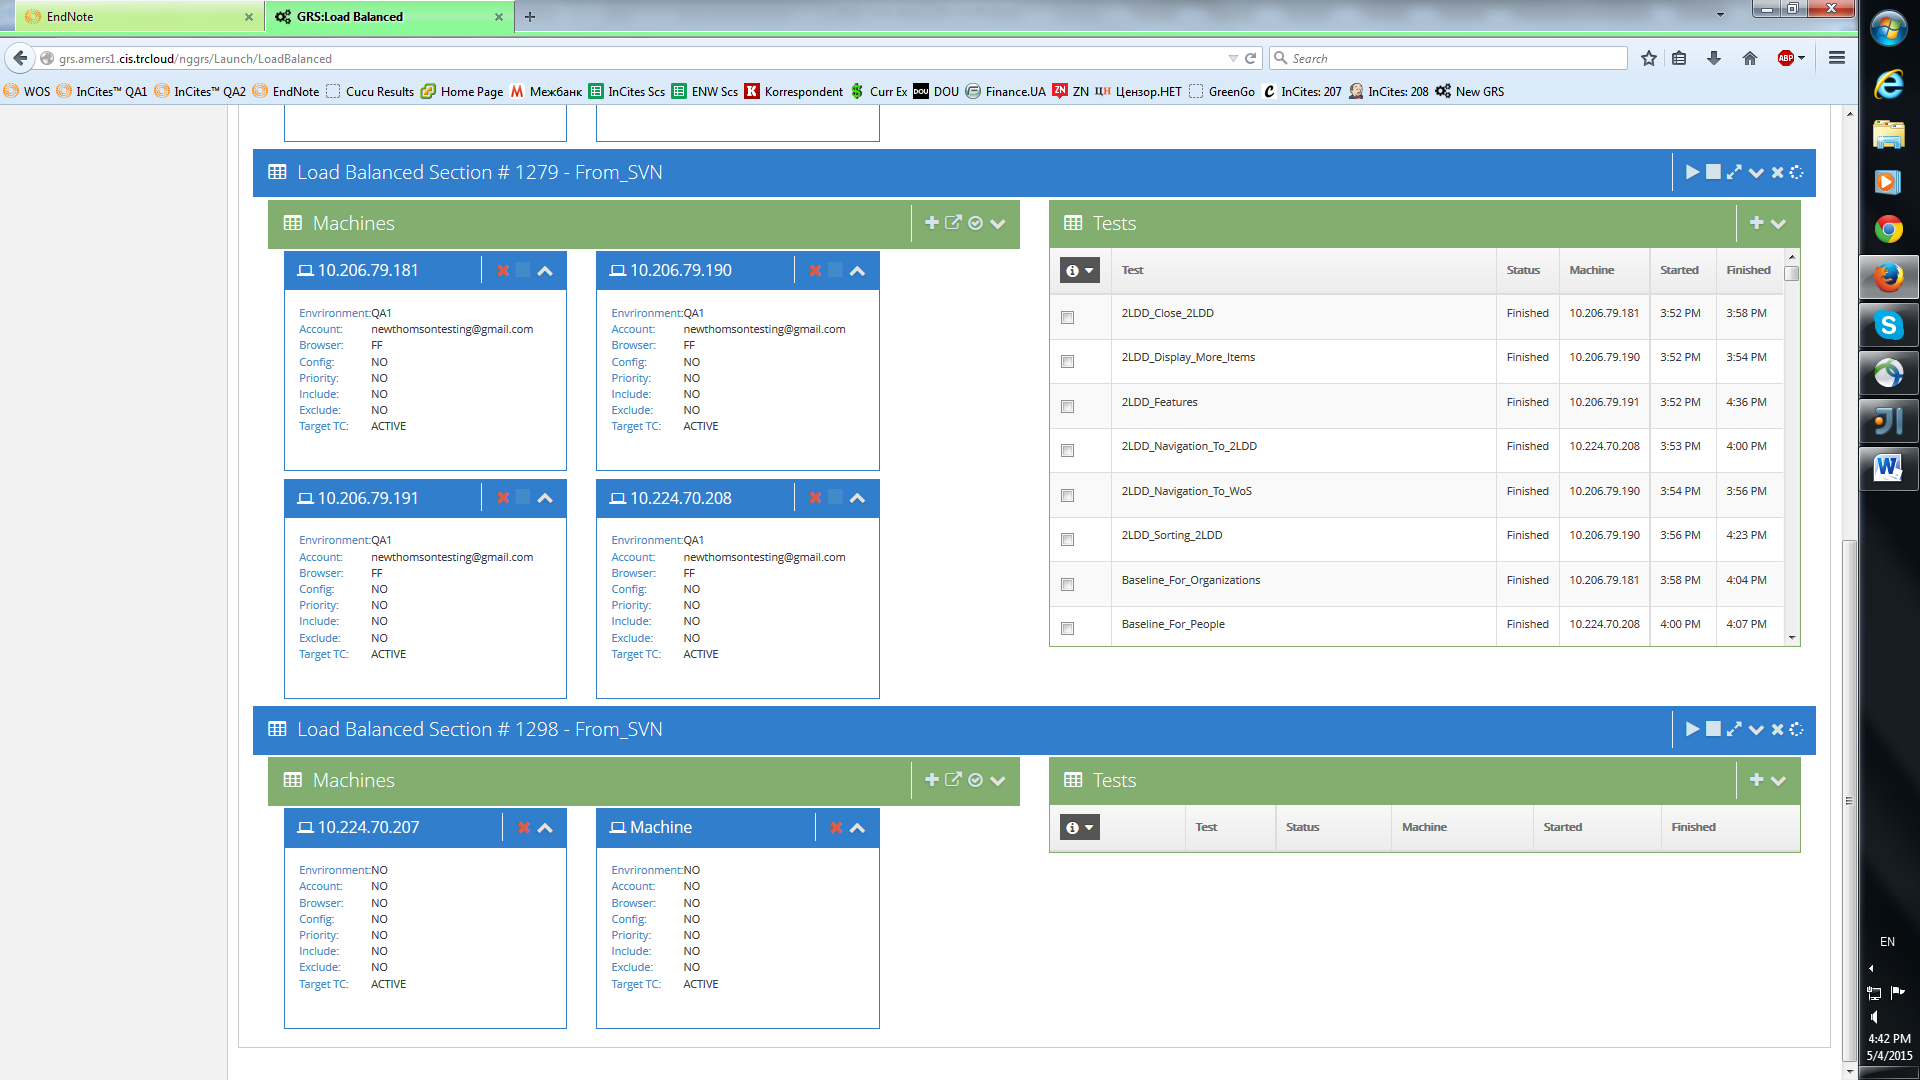 EndNote
GRS:Load Balanced
grs.amers1.cis.trcloud/nggrs/Launch/LoadBalanced
Search
ABP
WOS InCites™ QA1 InCites™ QA2 EndNote Cucu Results Home Page Межбанк InCites Scs ENW Scs Korrespondent Curr Ex DOU Finance.UA ZN Цензор.НЕТ GreenGo InCites: 207 InCites: 208 New GRS
Load Balanced Section # 1279 - From_SVN
Machines
10.206.79.181
Envrironment:QA1
Account: newthomsontesting@gmail.com
Browser: FF
Config: NO
Priority: NO
Include: NO
Exclude: NO
Target TC: ACTIVE
10.206.79.190
Envrironment:QA1
Account: newthomsontesting@gmail.com
Browser: FF
Config: NO
Priority: NO
Include: NO
Exclude: NO
Target TC: ACTIVE
10.206.79.191
Envrironment:QA1
Account: newthomsontesting@gmail.com
Browser: FF
Config: NO
Priority: NO
Include: NO
Exclude: NO
Target TC: ACTIVE
10.224.70.208
Envrironment:QA1
Account: newthomsontesting@gmail.com
Browser: FF
Config: NO
Priority: NO
Include: NO
Exclude: NO
Target TC: ACTIVE
Tests
Test Status Machine Started Finished
2LDD_Close_2LDD Finished 10.206.79.181 3:52 PM 3:58 PM
2LDD_Display_More_Items Finished 10.206.79.190 3:52 PM 3:54 PM
2LDD_Features Finished 10.206.79.191 3:52 PM 4:36 PM
2LDD_Navigation_To_2LDD Finished 10.224.70.208 3:53 PM 4:00 PM
2LDD_Navigation_To_WoS Finished 10.206.79.190 3:54 PM 3:56 PM
2LDD_Sorting_2LDD Finished 10.206.79.190 3:56 PM 4:23 PM
Baseline_For_Organizations Finished 10.206.79.181 3:58 PM 4:04 PM
Baseline_For_People Finished 10.224.70.208 4:00 PM 4:07 PM
Load Balanced Section # 1298 - From_SVN
Machines
10.224.70.207
Envrironment:NO
Account: NO
Browser: NO
Config: NO
Priority: NO
Include: NO
Exclude: NO
Target TC: ACTIVE
Machine
Envrironment:NO
Account: NO
Browser: NO
Config: NO
Priority: NO
Include: NO
Exclude: NO
Target TC: ACTIVE
Tests
Test Status Machine Started Finished
EN
4:42 PM
5/4/2015